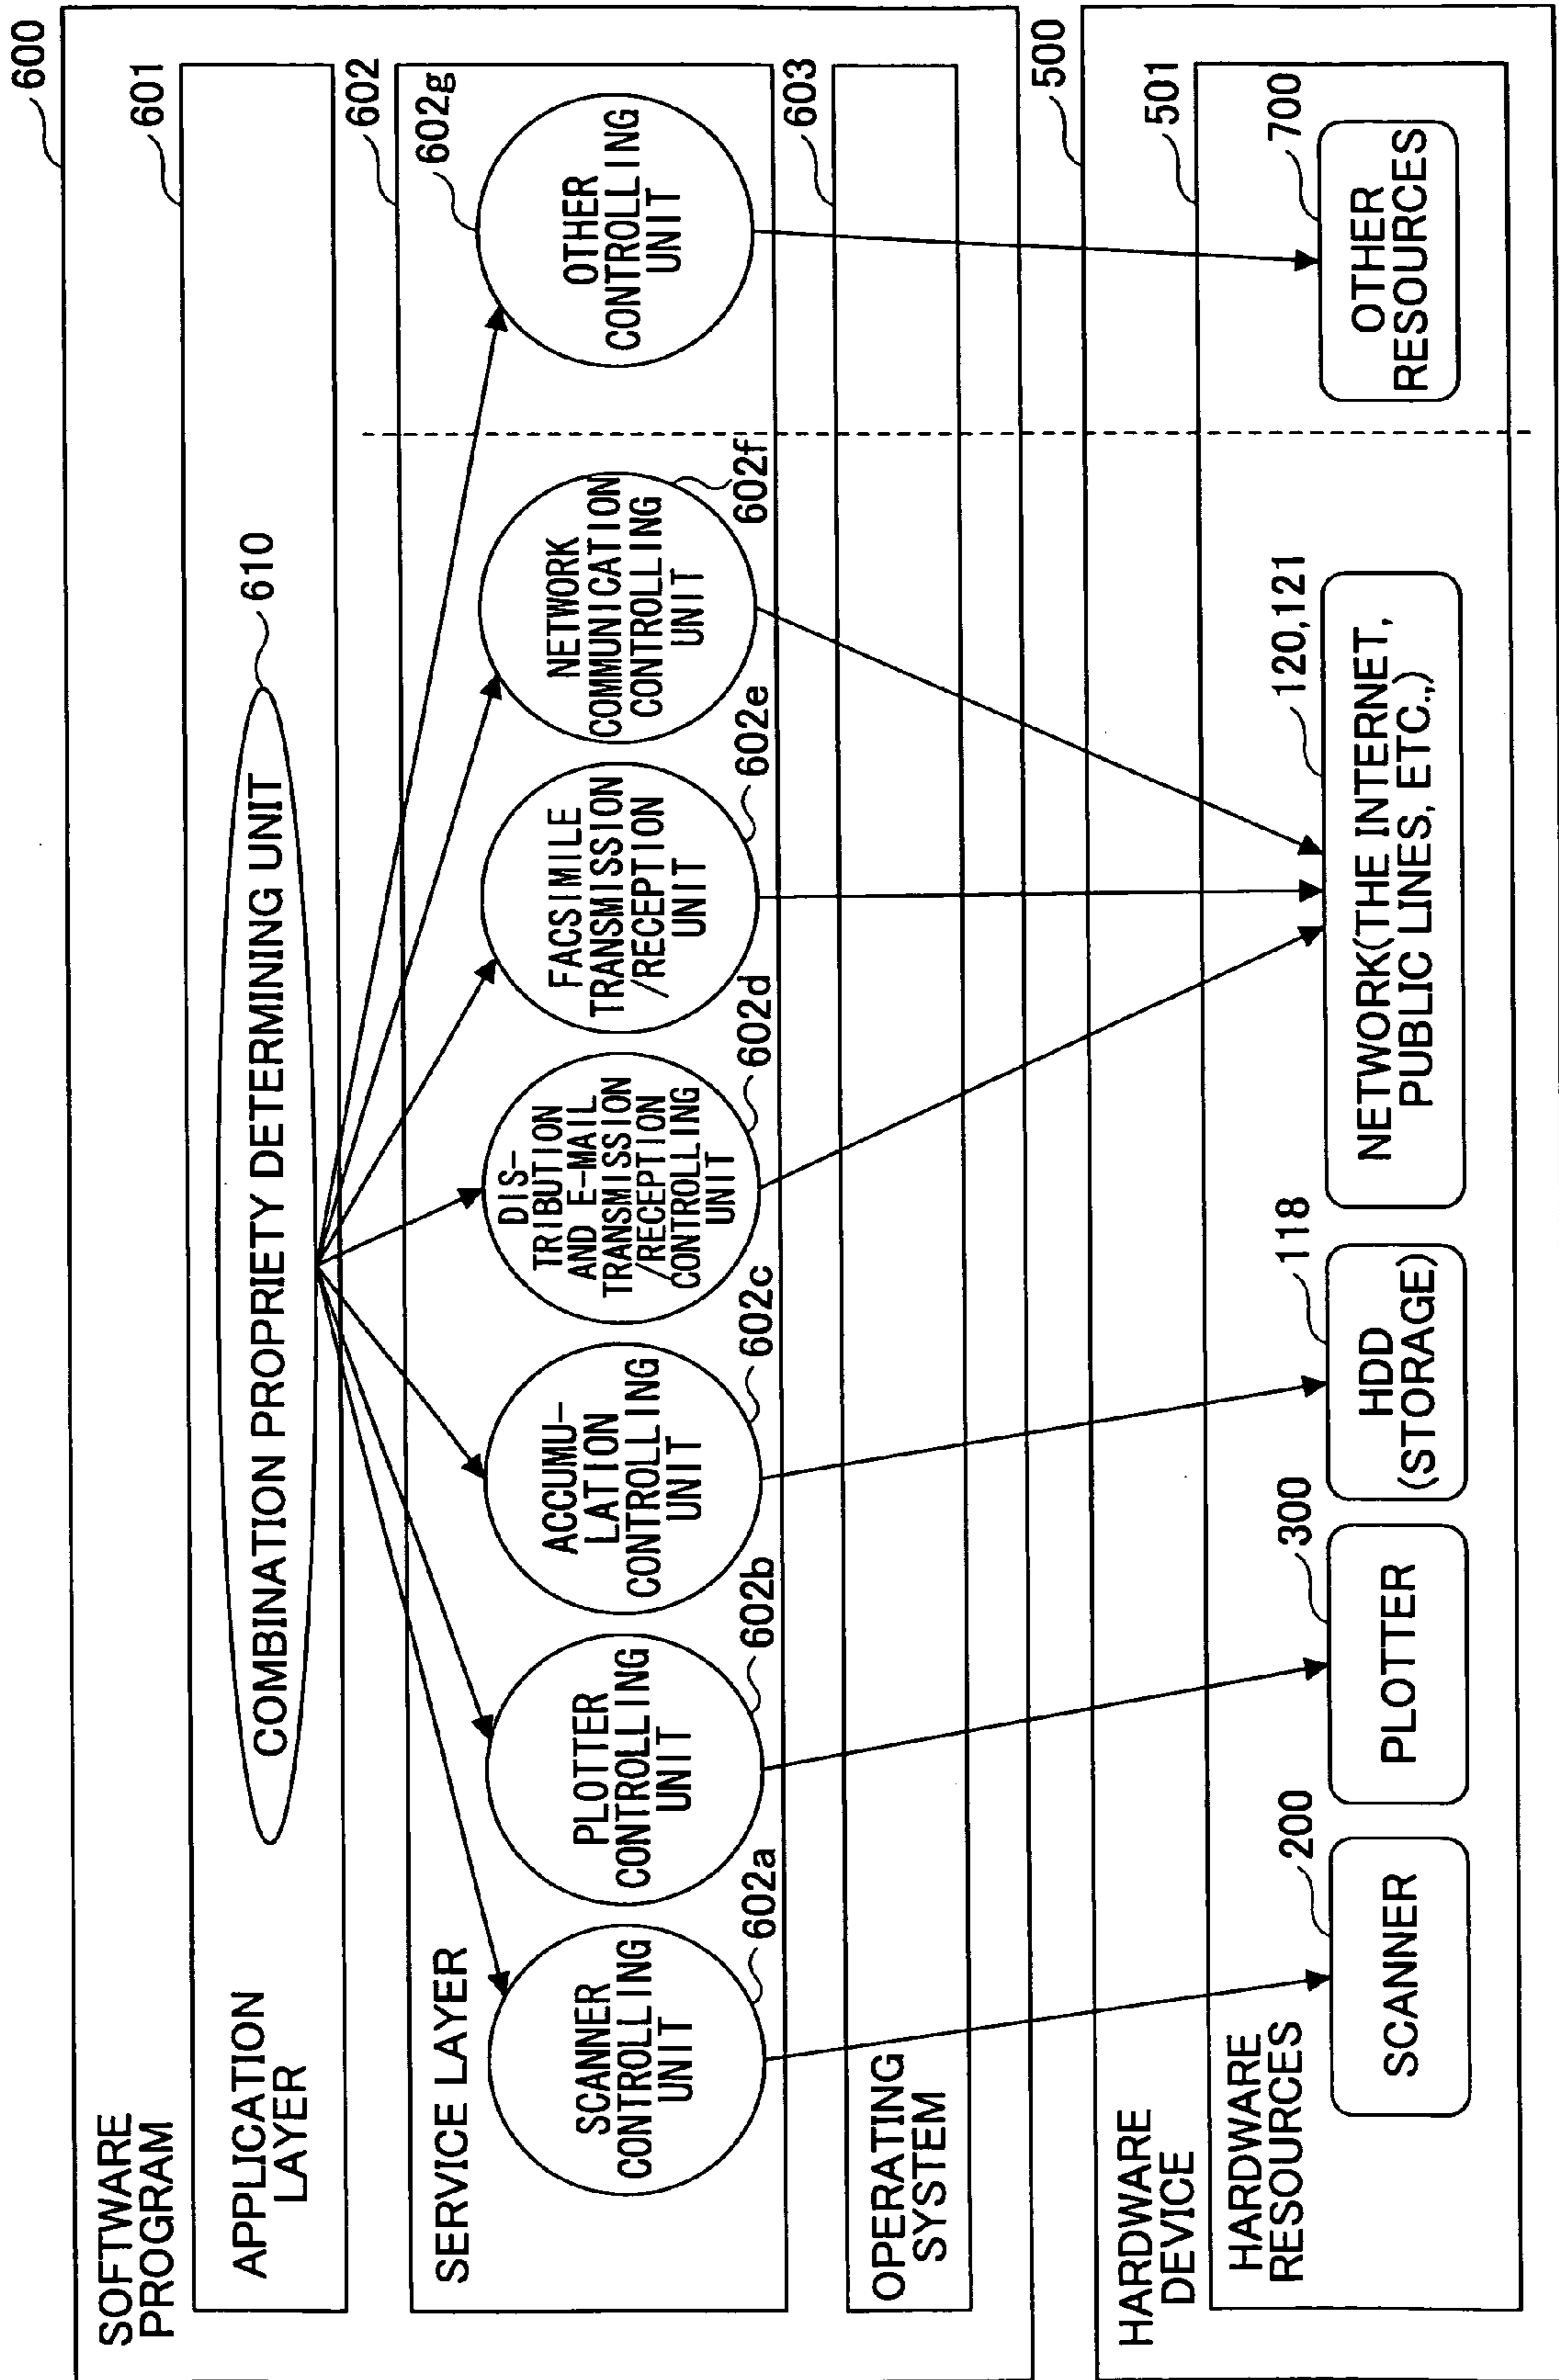 600
SOFTWARE
PROGRAM
601
APPLICATION
LAYER
COMBINATION PROPRIETY DETERMINING UNIT
610
602
SERVICE LAYER
SCANNER
CONTROLLING
UNIT
602a
PLOTTER
CONTROLLING
UNIT
602b
ACCUMU-
LATION
CONTROLLING
UNIT
602c
DIS-
TRIBUTION
AND E-MAIL
TRANSMISSION
/RECEPTION
CONTROLLING
UNIT
602d
FACSIMILE
TRANSMISSION
/RECEPTION
UNIT
602e
NETWORK
COMMUNICATION
CONTROLLING
UNIT
602f
OTHER
CONTROLLING
UNIT
602g
603
OPERATING
SYSTEM
500
HARDWARE
DEVICE
501
HARDWARE
RESOURCES
SCANNER
200
PLOTTER
300
HDD
(STORAGE)
118
NETWORK(THE INTERNET,
PUBLIC LINES, ETC.,)
120,121
OTHER
RESOURCES
700